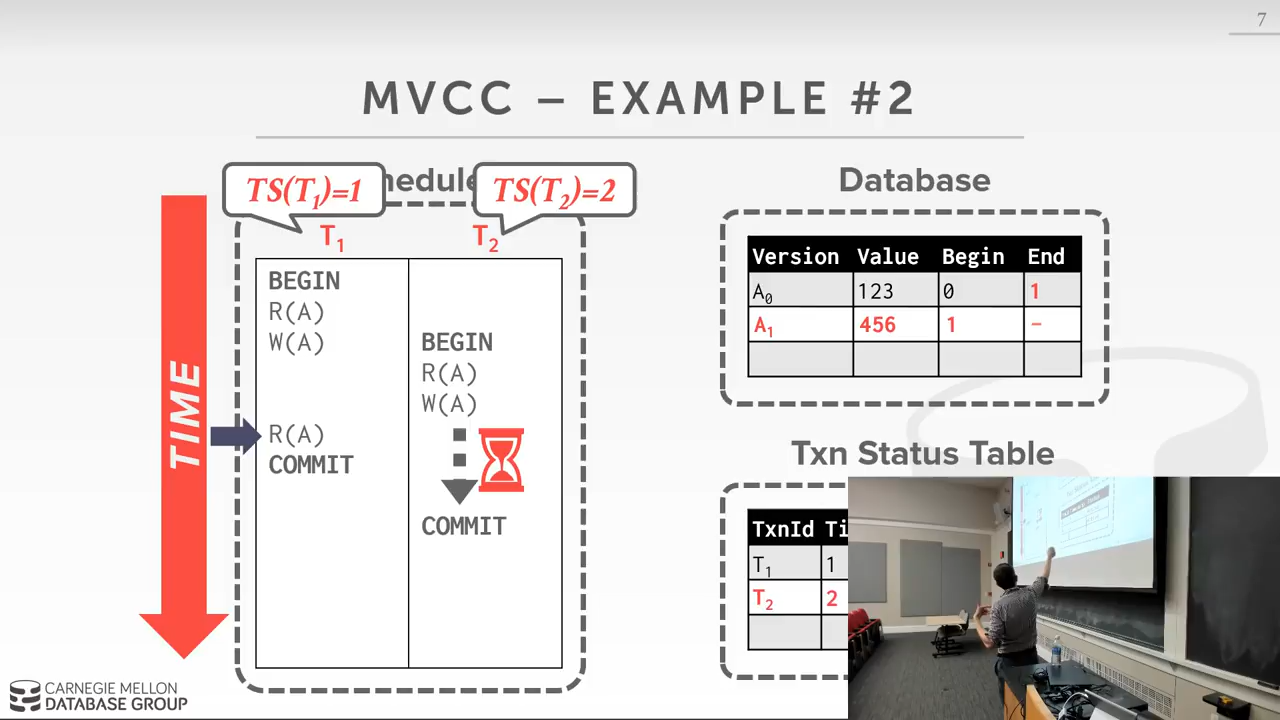 7
MVCC – EXAMPLE #2
TS(T1)=1
hedule
TS(T2)=2
T1
T2
BEGIN
R(A)
W(A)
R(A)
COMMIT
BEGIN
R(A)
W(A)
COMMIT
TIME
Database
Version Value Begin End
A0 123 0 1
A1 456 1 –
Txn Status Table
TxnId Ti
T1 1
T2 2
CARNEGIE MELLON
DATABASE GROUP